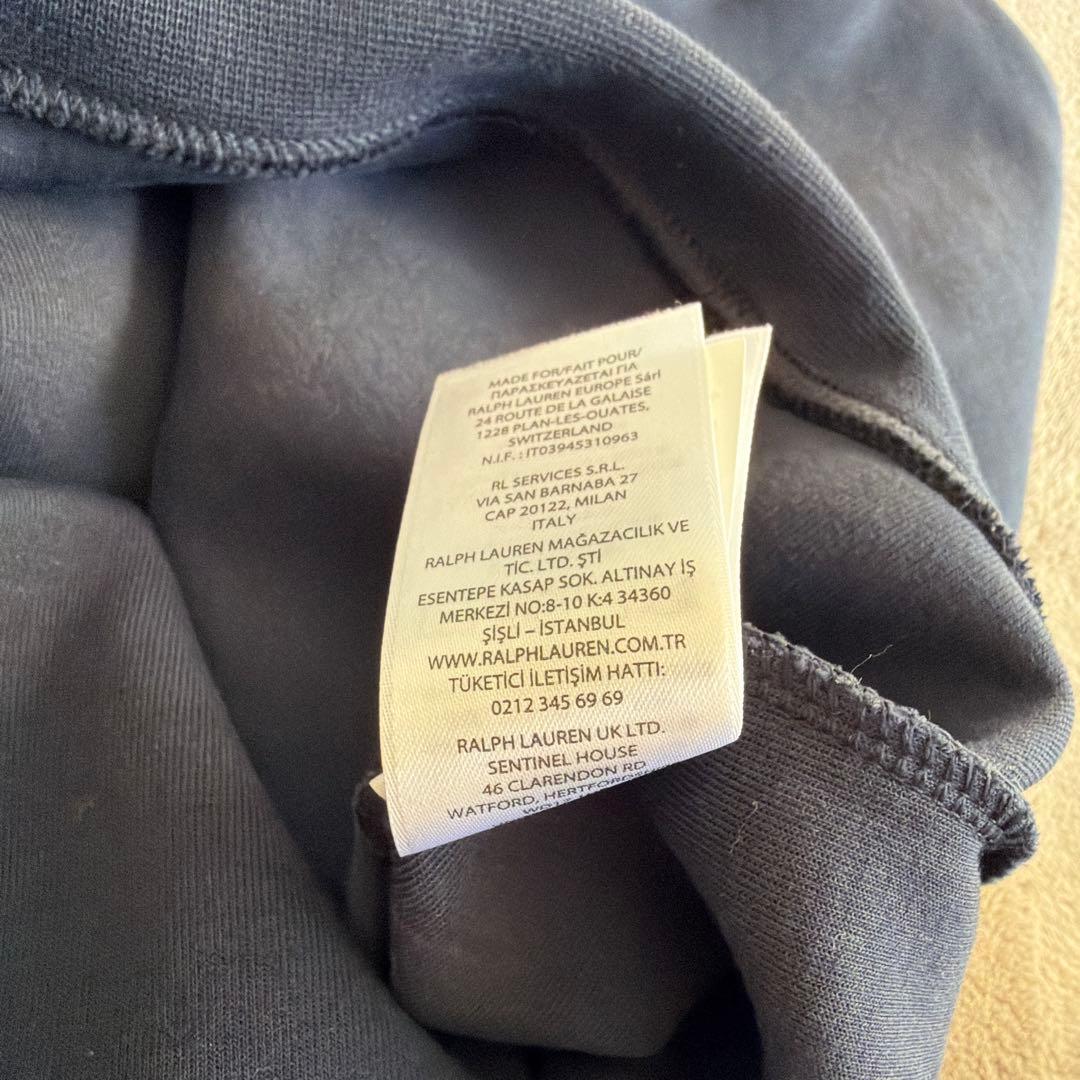 MADE FOR/FAIT POUR/
ΠΑΡΑΣΚΕΥΑΖΕΤΑΙ ΓΙΑ
RALPH LAUREN EUROPE Sárl
24 ROUTE DE LA GALAISE
1228 PLAN-LES-OUATES,
SWITZERLAND
N.I.F. : IT03945310963
RL SERVICES S.R.L.
VIA SAN BARNABA 27
CAP 20122, MILAN
ITALY
RALPH LAUREN MAĞAZACILIK VE
TİC. LTD. ŞTİ
ESENTEPE KASAP SOK. ALTINAY İŞ
MERKEZİ NO:8-10 K:4 34360
ŞİŞLİ – İSTANBUL
WWW.RALPHLAUREN.COM.TR
TÜKETİCİ İLETİŞİM HATTI:
0212 345 69 69
RALPH LAUREN UK LTD.
SENTINEL HOUSE
46 CLARENDON RD
WATFORD,